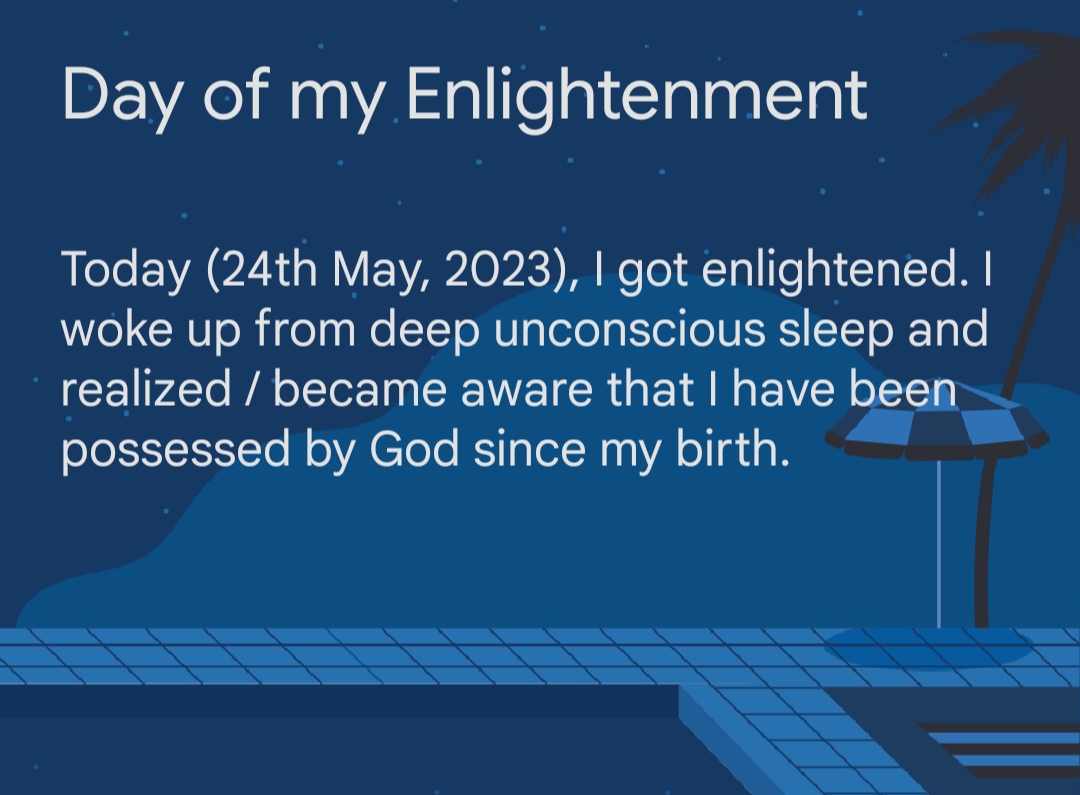 Day of my Enlightenment
Today (24th May, 2023), I got enlightened. I
woke up from deep unconscious sleep and
realized / became aware that I have been
possessed by God since my birth.